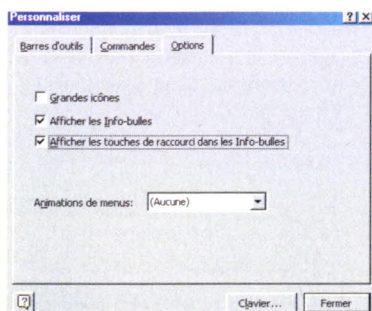 Personnaliser
Barres d'outils Commandes Options
Grandes icônes
Afficher les Info-bulles
Afficher les touches de raccourci dans les Info-bulles
Animations de menus: (Aucune)
Clavier... Fermer